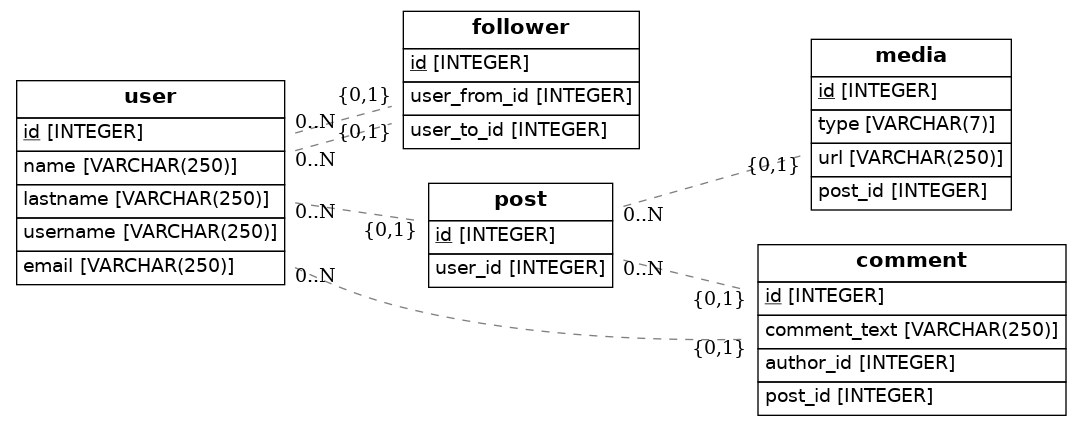 user
id [INTEGER]
name [VARCHAR(250)]
lastname [VARCHAR(250)]
username [VARCHAR(250)]
email [VARCHAR(250)]
follower
id [INTEGER]
user_from_id [INTEGER]
user_to_id [INTEGER]
{0,1}
0..N
{0,1}
0..N
post
id [INTEGER]
user_id [INTEGER]
0..N
{0,1}
media
id [INTEGER]
type [VARCHAR(7)]
url [VARCHAR(250)]
post_id [INTEGER]
{0,1}
0..N
comment
id [INTEGER]
comment_text [VARCHAR(250)]
author_id [INTEGER]
post_id [INTEGER]
0..N
{0,1}
0..N
{0,1}